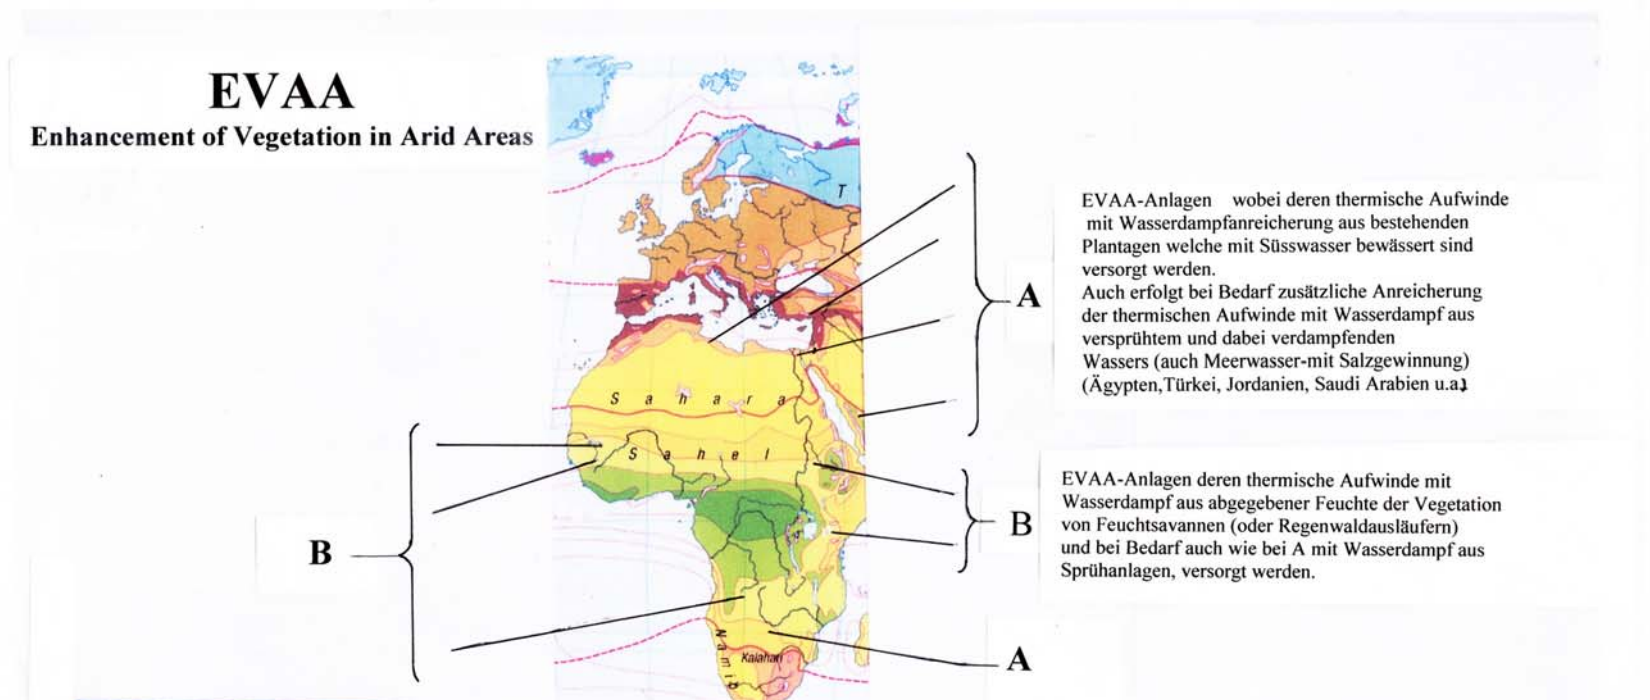 EVAA
Enhancement of Vegetation in Arid Areas
T
EVAA-Anlagen wobei deren thermische Aufwinde
mit Wasserdampfanreicherung aus bestehenden
Plantagen welche mit Süsswasser bewässert sind
versorgt werden.
Auch erfolgt bei Bedarf zusätzliche Anreicherung
der thermischen Aufwinde mit Wasserdampf aus
versprühtem und dabei verdampfenden
Wassers (auch Meerwasser-mit Salzgewinnung)
(Ägypten,Türkei, Jordanien, Saudi Arabien u.a)
A
Sahara
Sahel
EVAA-Anlagen deren thermische Aufwinde mit
Wasserdampf aus abgegebener Feuchte der Vegetation
von Feuchtsavannen (oder Regenwaldausläufern)
und bei Bedarf auch wie bei A mit Wasserdampf aus
Sprühanlagen, versorgt werden.
B
B
Namib
Kalahari
A